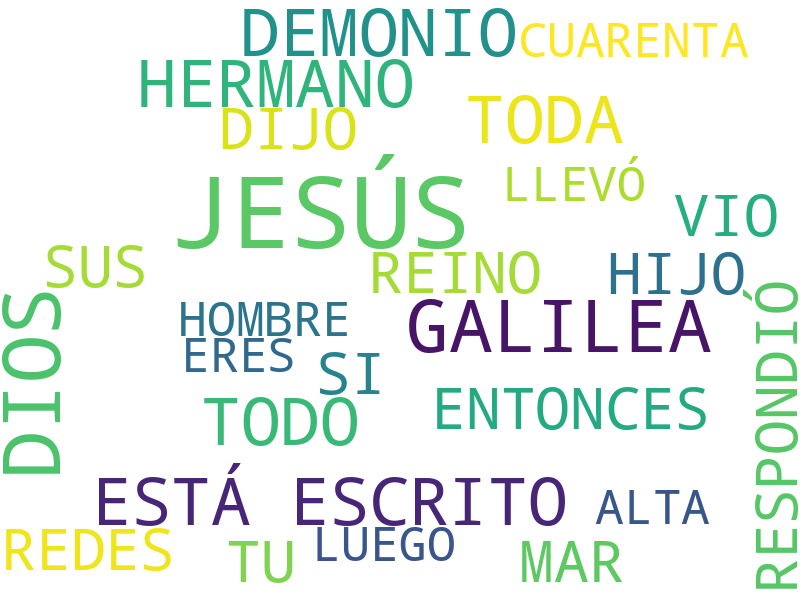 DEMONIO
CUARENTA
HERMANO
DIJO
TODA
JESÚS
LLEVÓ
VIO
SUS
REINO
HIJO
DIOS
HOMBRE
GALILEA
RESPONDIÓ
ERES
SI
TODO
ENTONCES
ESTÁ ESCRITO
ALTA
REDES
TU
LUEGO
MAR